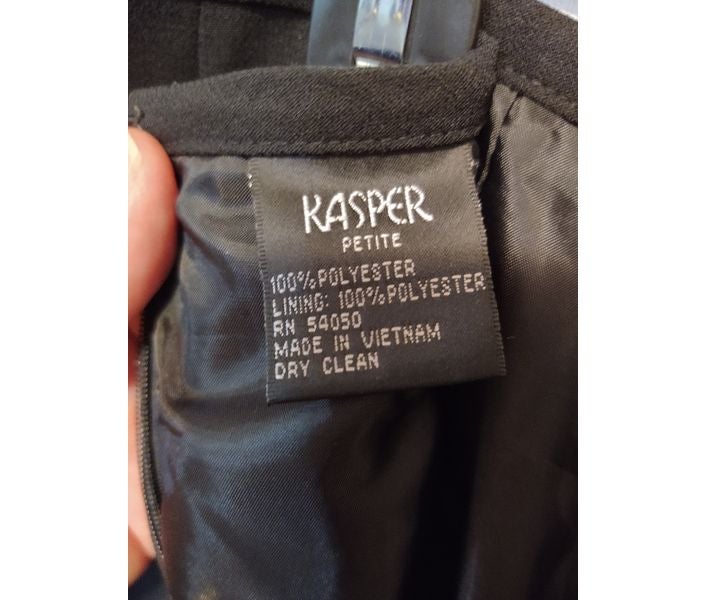 KASPER
PETITE
100% POLYESTER
LINING: 100% POLYESTER
RN 54050
MADE IN VIETNAM
DRY CLEAN